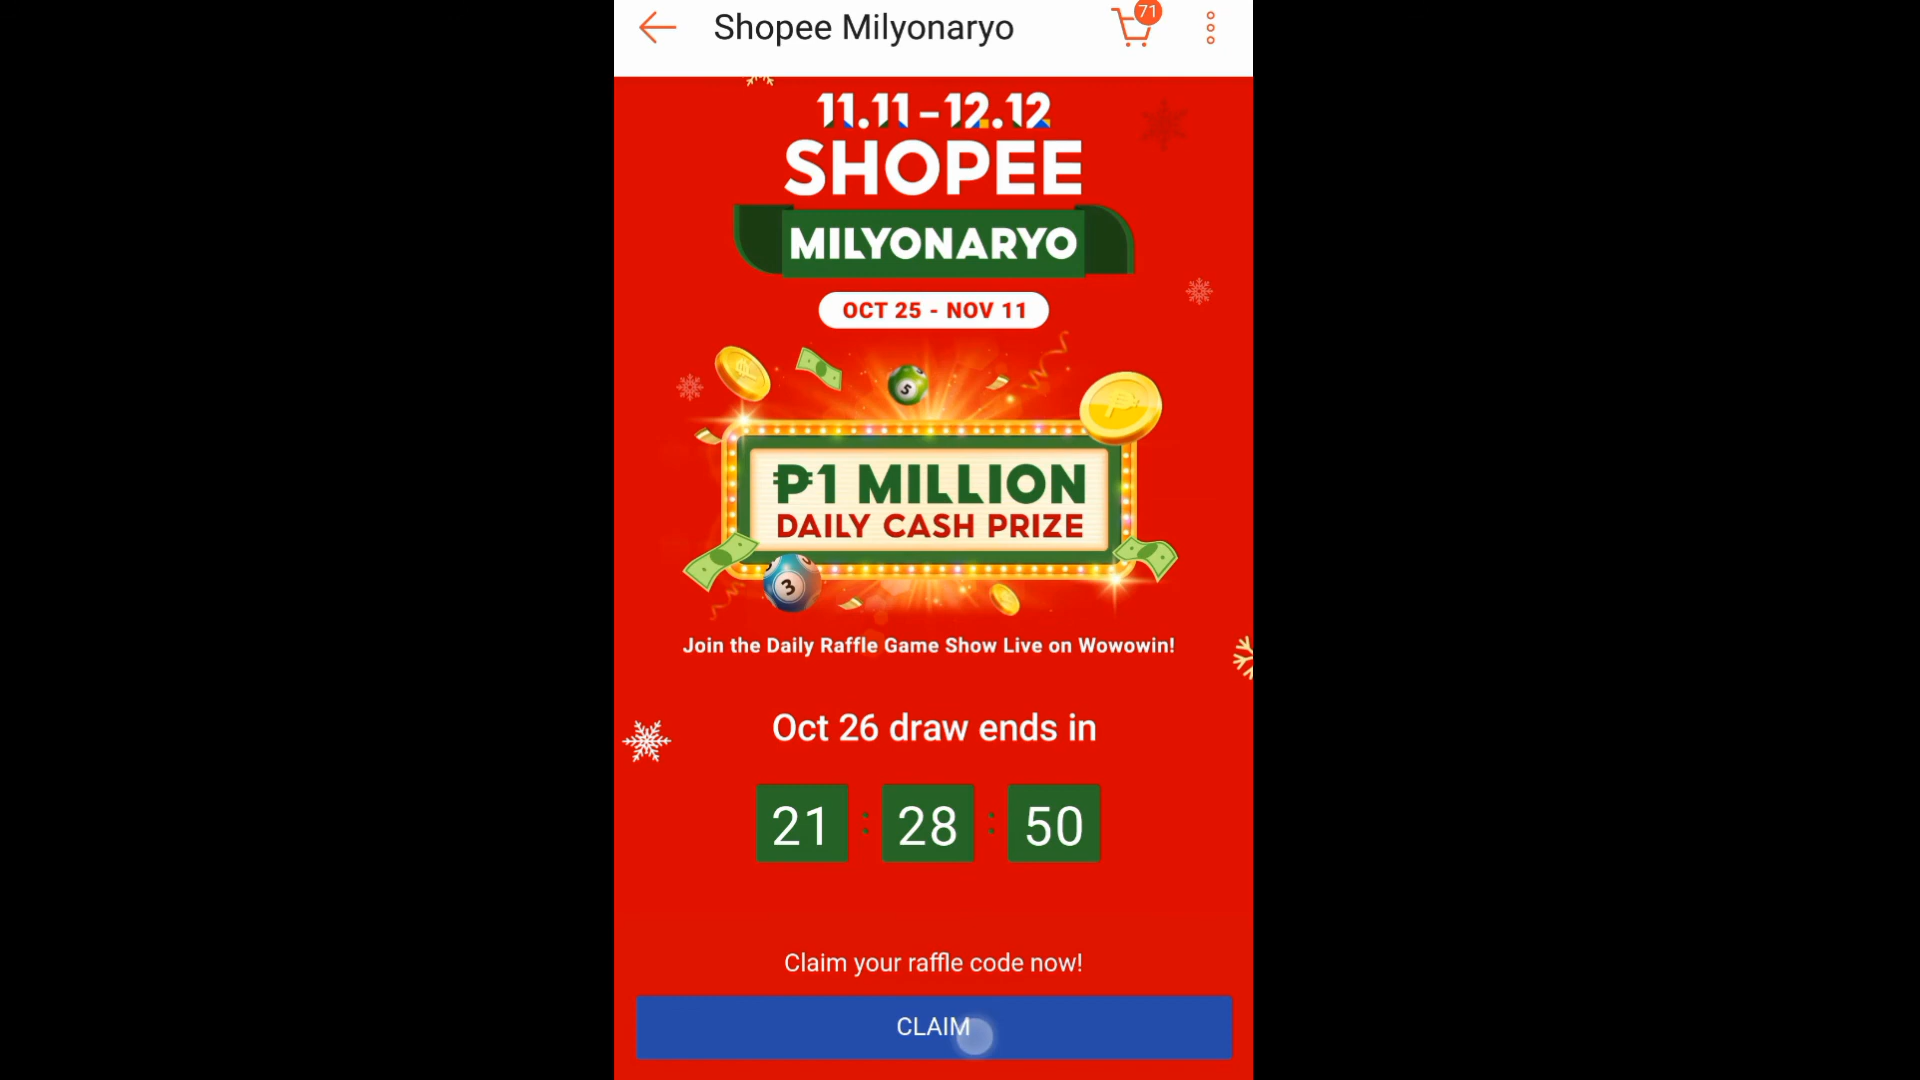 Shopee Milyonaryo
71
11.11 - 12.12
SHOPEE
MILYONARYO
OCT 25 - NOV 11
5
₱1 MILLION
DAILY CASH PRIZE
3
Join the Daily Raffle Game Show Live on Wowowin!
Oct 26 draw ends in
21 : 28 : 50
Claim your raffle code now!
CLAIM